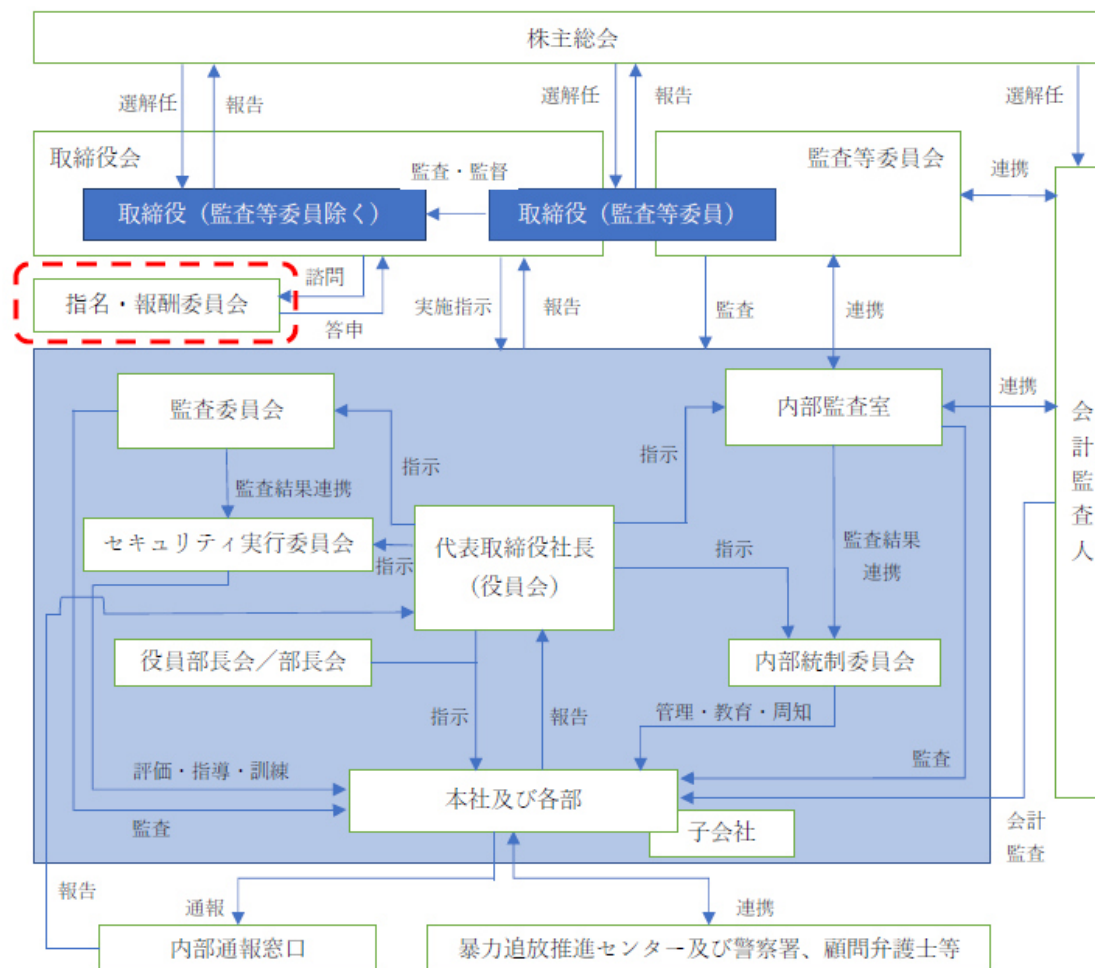 株主総会
選解任
報告
選解任
報告
選解任
取締役会
監査・監督
監査等委員会
連携
取締役（監査等委員除く）
取締役（監査等委員）
諮問
指名・報酬委員会
答申
実施指示
報告
監査
連携
監査委員会
内部監査室
連携
会計監査人
指示
指示
監査結果連携
セキュリティ実行委員会
指示
代表取締役社長
（役員会）
指示
監査結果
連携
役員部長会／部長会
内部統制委員会
指示
報告
管理・教育・周知
評価・指導・訓練
監査
監査
本社及び各部
子会社
会計
監査
報告
通報
連携
内部通報窓口
暴力追放推進センター及び警察署、顧問弁護士等